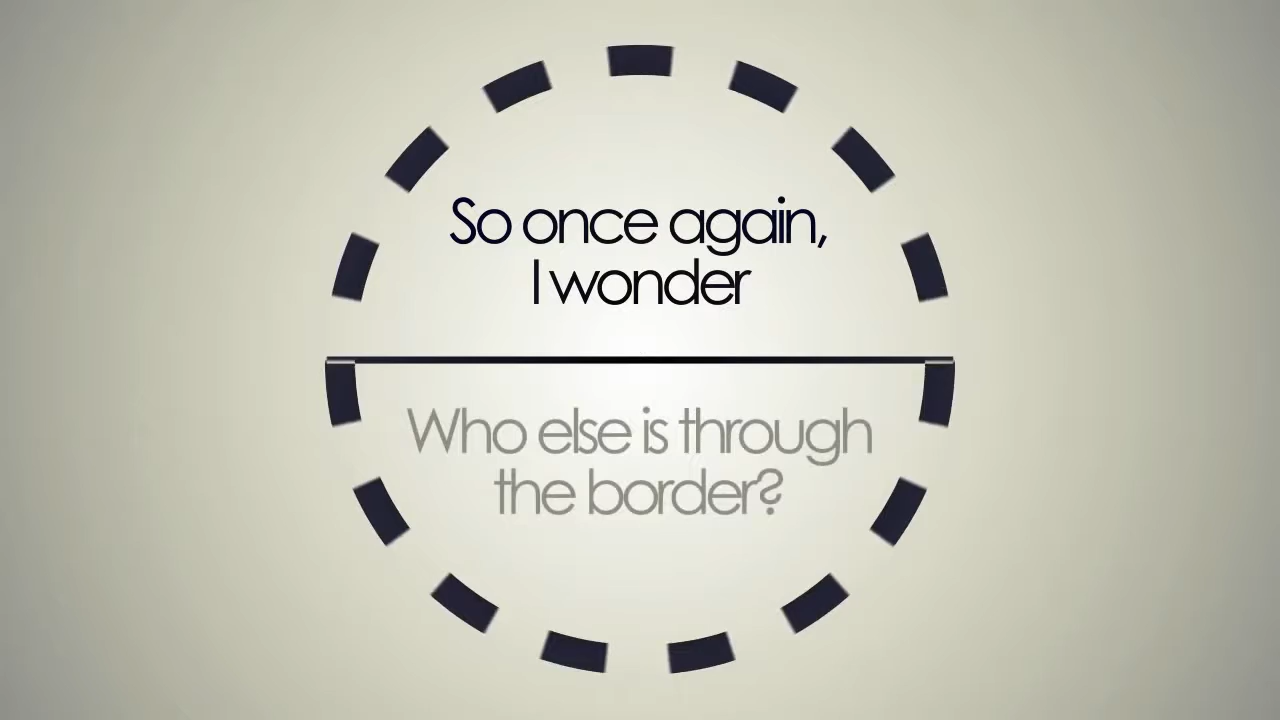 So once again,
I wonder
Who else is through
the border?